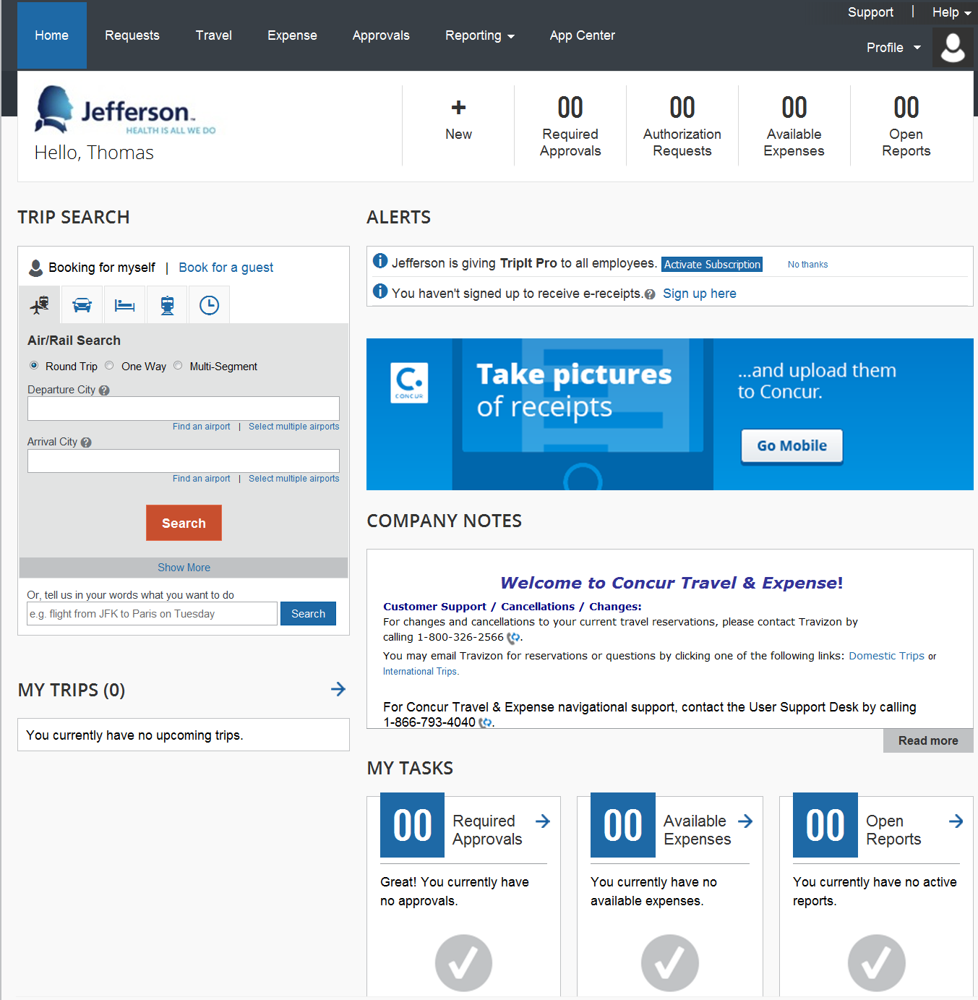 Support | Help
Home Requests Travel Expense Approvals Reporting App Center
Profile
Jefferson™
HEALTH IS ALL WE DO
Hello, Thomas
+
New
00
Required
Approvals
00
Authorization
Requests
00
Available
Expenses
00
Open
Reports
TRIP SEARCH
Booking for myself | Book for a guest
Air/Rail Search
Round Trip One Way Multi-Segment
Departure City ?
Find an airport | Select multiple airports
Arrival City ?
Find an airport | Select multiple airports
Search
Show More
Or, tell us in your words what you want to do
e.g. flight from JFK to Paris on Tuesday Search
MY TRIPS (0)
You currently have no upcoming trips.
ALERTS
i Jefferson is giving TripIt Pro to all employees. Activate Subscription No thanks
i You haven't signed up to receive e-receipts. ? Sign up here
C.
CONCUR
Take pictures
of receipts
...and upload them
to Concur.
Go Mobile
COMPANY NOTES
Welcome to Concur Travel & Expense!
Customer Support / Cancellations / Changes:
For changes and cancellations to your current travel reservations, please contact Travizon by
calling 1-800-326-2566 .
You may email Travizon for reservations or questions by clicking one of the following links: Domestic Trips or
International Trips.
For Concur Travel & Expense navigational support, contact the User Support Desk by calling
1-866-793-4040 .
Read more
MY TASKS
00
Required
Approvals
Great! You currently have
no approvals.
00
Available
Expenses
You currently have no
available expenses.
00
Open
Reports
You currently have no active
reports.